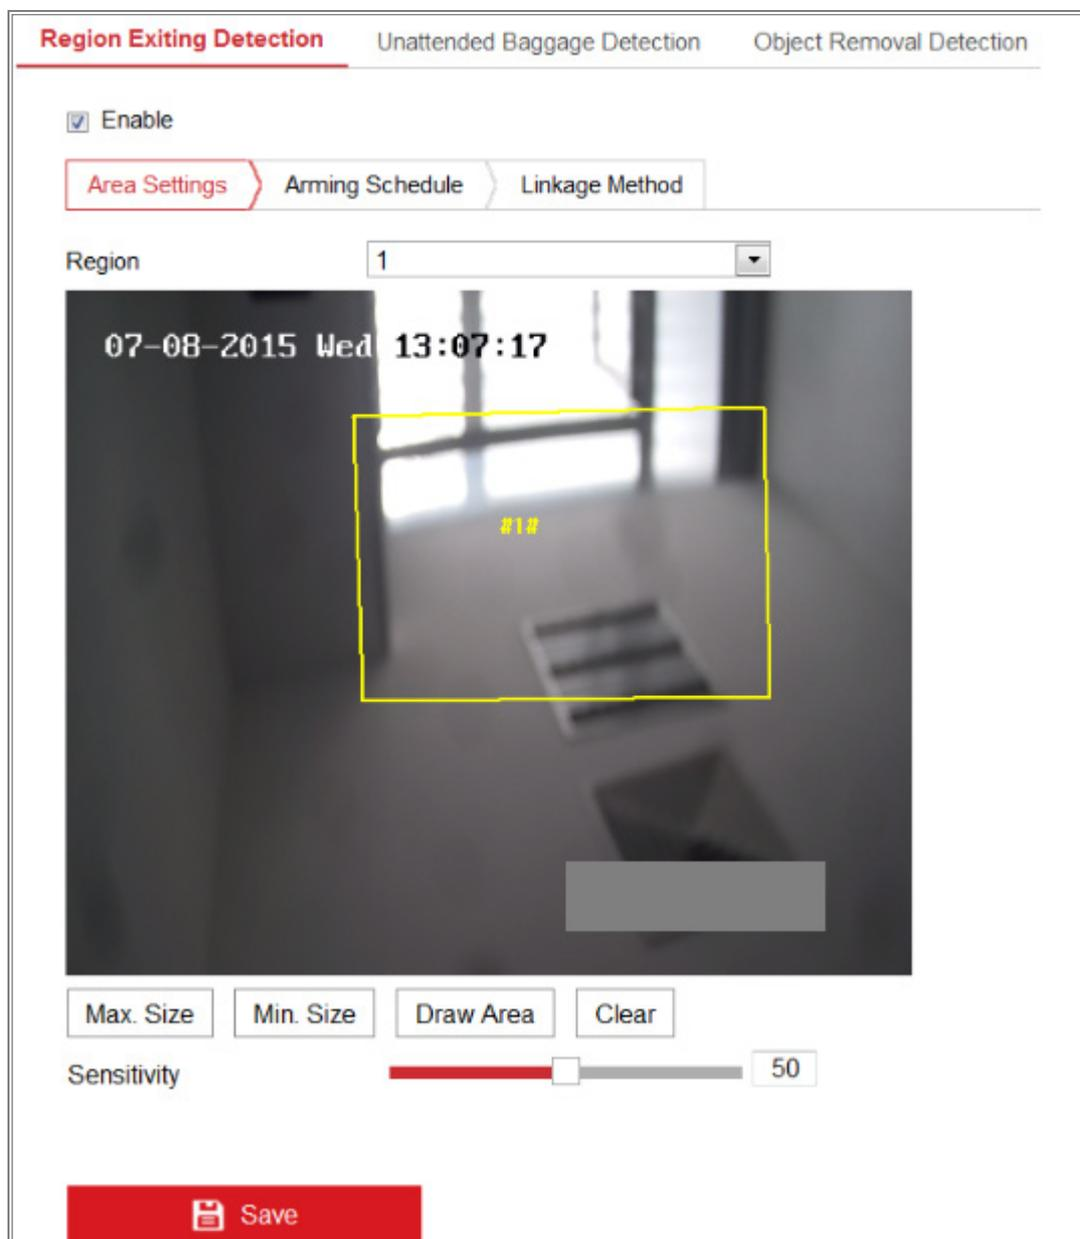 Region Exiting Detection Unattended Baggage Detection Object Removal Detection
Enable
Area Settings Arming Schedule Linkage Method
Region 1
07-08-2015 Wed 13:07:17
#1#
Max. Size Min. Size Draw Area Clear
Sensitivity 50
Save